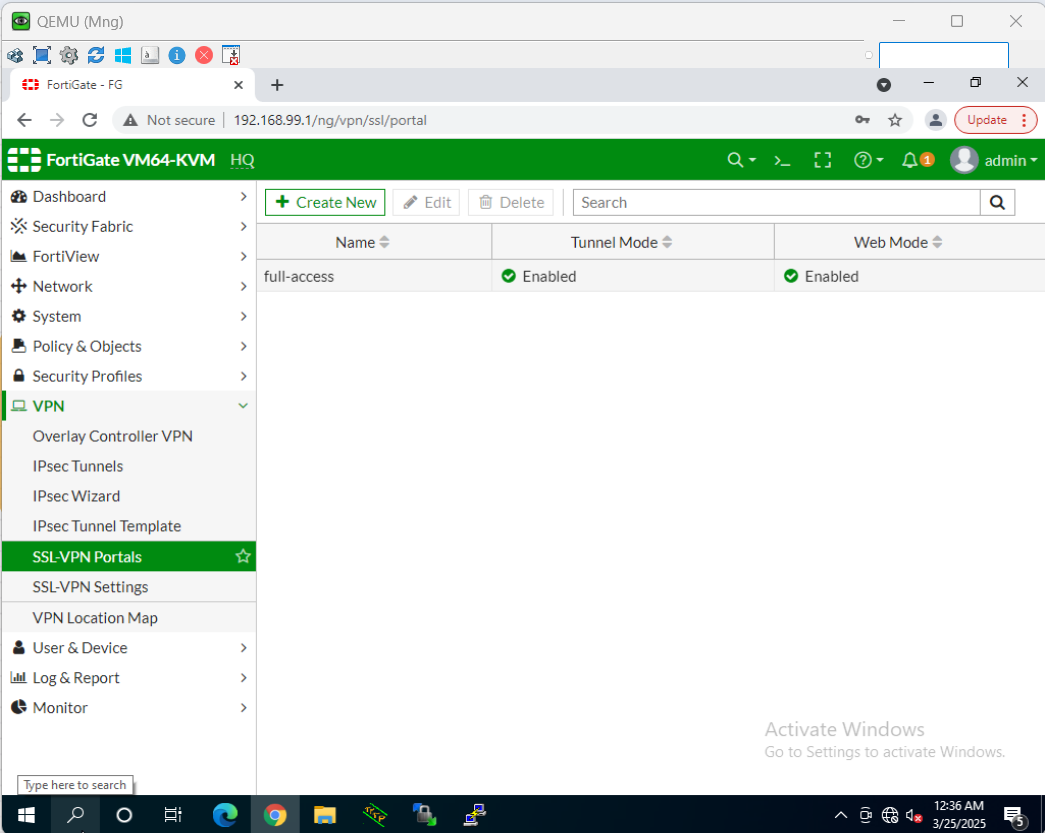 QEMU (Mng)
FortiGate - FG
Not secure 192.168.99.1/ng/vpn/ssl/portal Update
FortiGate VM64-KVM HQ 1 admin
Dashboard
Security Fabric
FortiView
Network
System
Policy & Objects
Security Profiles
VPN
Overlay Controller VPN
IPsec Tunnels
IPsec Wizard
IPsec Tunnel Template
SSL-VPN Portals
SSL-VPN Settings
VPN Location Map
User & Device
Log & Report
Monitor
Create New Edit Delete Search
Name Tunnel Mode Web Mode
full-access Enabled Enabled
Activate Windows
Go to Settings to activate Windows.
Type here to search
12:36 AM
3/25/2025
5